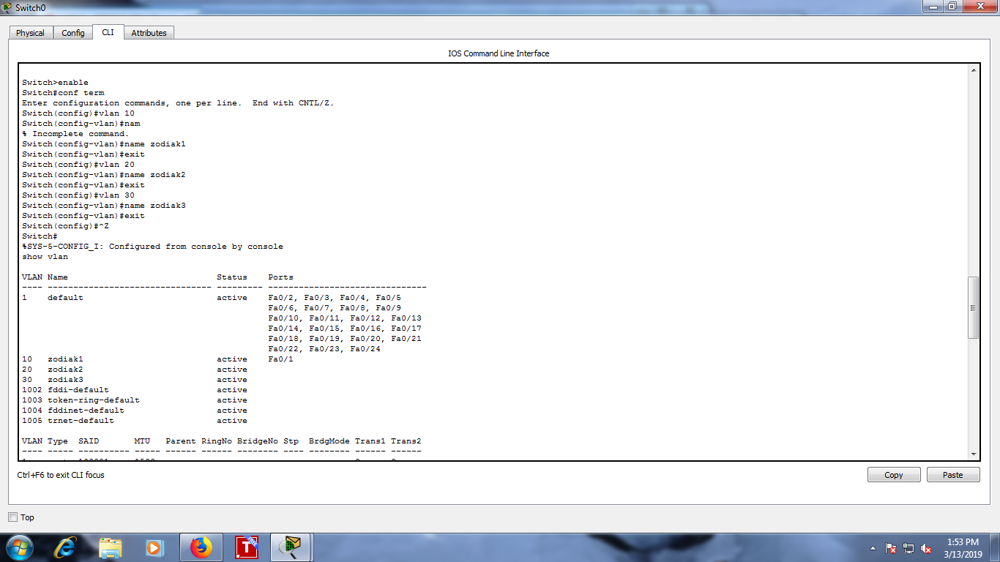 Switch0
Physical Config CLI Attributes
IOS Command Line Interface
Switch>enable
Switch#conf term
Enter configuration commands, one per line.  End with CNTL/Z.
Switch(config)#vlan 10
Switch(config-vlan)#nam
% Incomplete command.
Switch(config-vlan)#name zodiak1
Switch(config-vlan)#exit
Switch(config)#vlan 20
Switch(config-vlan)#name zodiak2
Switch(config-vlan)#exit
Switch(config)#vlan 30
Switch(config-vlan)#name zodiak3
Switch(config-vlan)#exit
Switch(config)#^Z
Switch#
%SYS-5-CONFIG_I: Configured from console by console
show vlan
VLAN Name                             Status    Ports
---- -------------------------------- --------- -------------------------------
1    default                          active    Fa0/2, Fa0/3, Fa0/4, Fa0/5
                                                Fa0/6, Fa0/7, Fa0/8, Fa0/9
                                                Fa0/10, Fa0/11, Fa0/12, Fa0/13
                                                Fa0/14, Fa0/15, Fa0/16, Fa0/17
                                                Fa0/18, Fa0/19, Fa0/20, Fa0/21
                                                Fa0/22, Fa0/23, Fa0/24
10   zodiak1                          active    Fa0/1
20   zodiak2                          active
30   zodiak3                          active
1002 fddi-default                     active
1003 token-ring-default               active
1004 fddinet-default                  active
1005 trnet-default                    active
VLAN Type  SAID       MTU   Parent RingNo BridgeNo Stp  BrdgMode Trans1 Trans2
---- ----- ---------- ----- ------ ------ -------- ---- -------- ------ ------
Ctrl+F6 to exit CLI focus
Copy Paste
Top
1:53 PM
3/13/2019